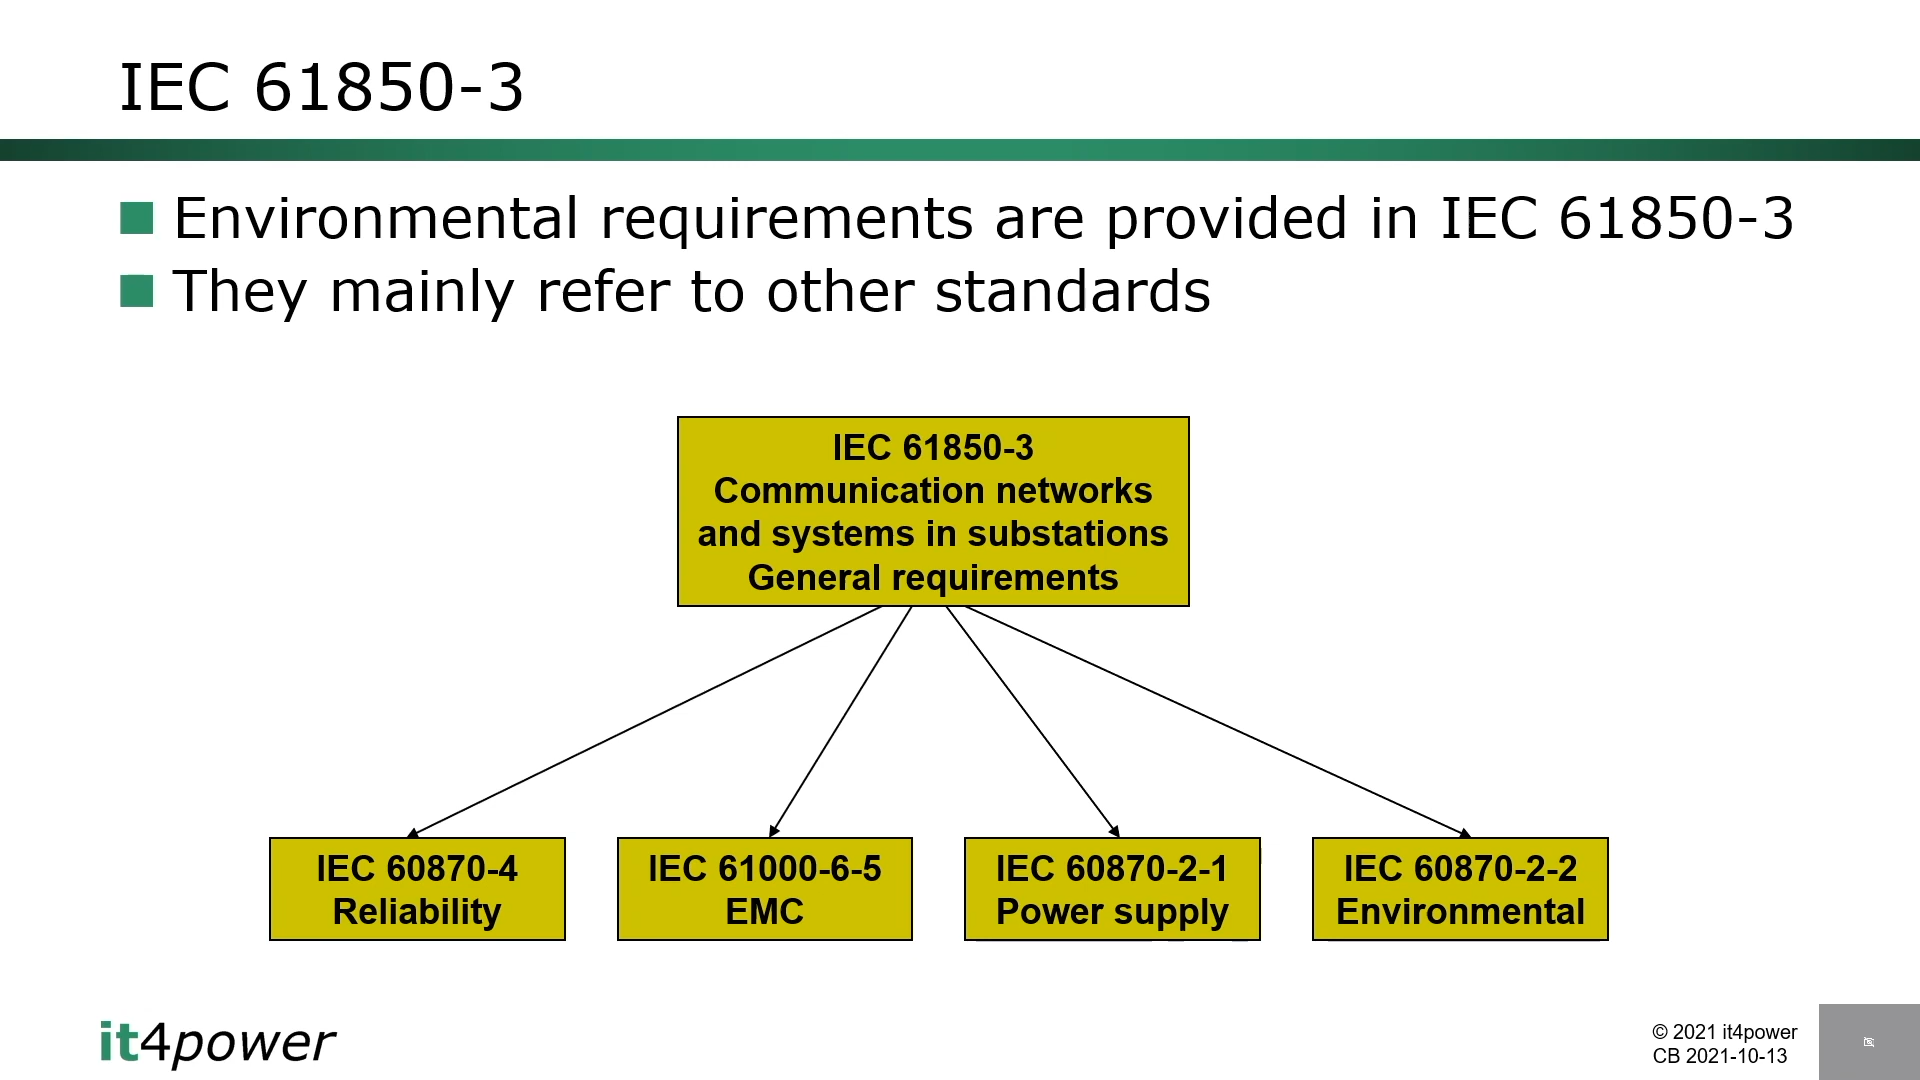 IEC 61850-3
Environmental requirements are provided in IEC 61850-3
They mainly refer to other standards
IEC 61850-3
Communication networks
and systems in substations
General requirements
IEC 60870-4
Reliability
IEC 61000-6-5
EMC
IEC 60870-2-1
Power supply
IEC 60870-2-2
Environmental
it4power
© 2021 it4power
CB 2021-10-13